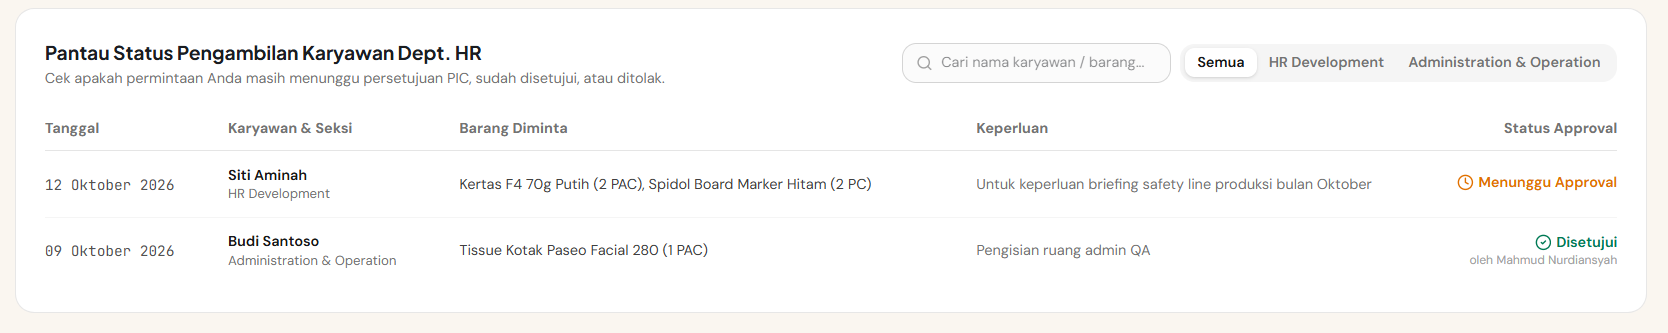 Pantau Status Pengambilan Karyawan Dept. HR
Cek apakah permintaan Anda masih menunggu persetujuan PIC, sudah disetujui, atau ditolak.
Cari nama karyawan / barang...
Semua
HR Development
Administration & Operation
Tanggal
Karyawan & Seksi
Barang Diminta
Keperluan
Status Approval
12 Oktober 2026
Siti Aminah
HR Development
Kertas F4 70g Putih (2 PAC), Spidol Board Marker Hitam (2 PC)
Untuk keperluan briefing safety line produksi bulan Oktober
Menunggu Approval
09 Oktober 2026
Budi Santoso
Administration & Operation
Tissue Kotak Paseo Facial 280 (1 PAC)
Pengisian ruang admin QA
Disetujui
oleh Mahmud Nurdiansyah